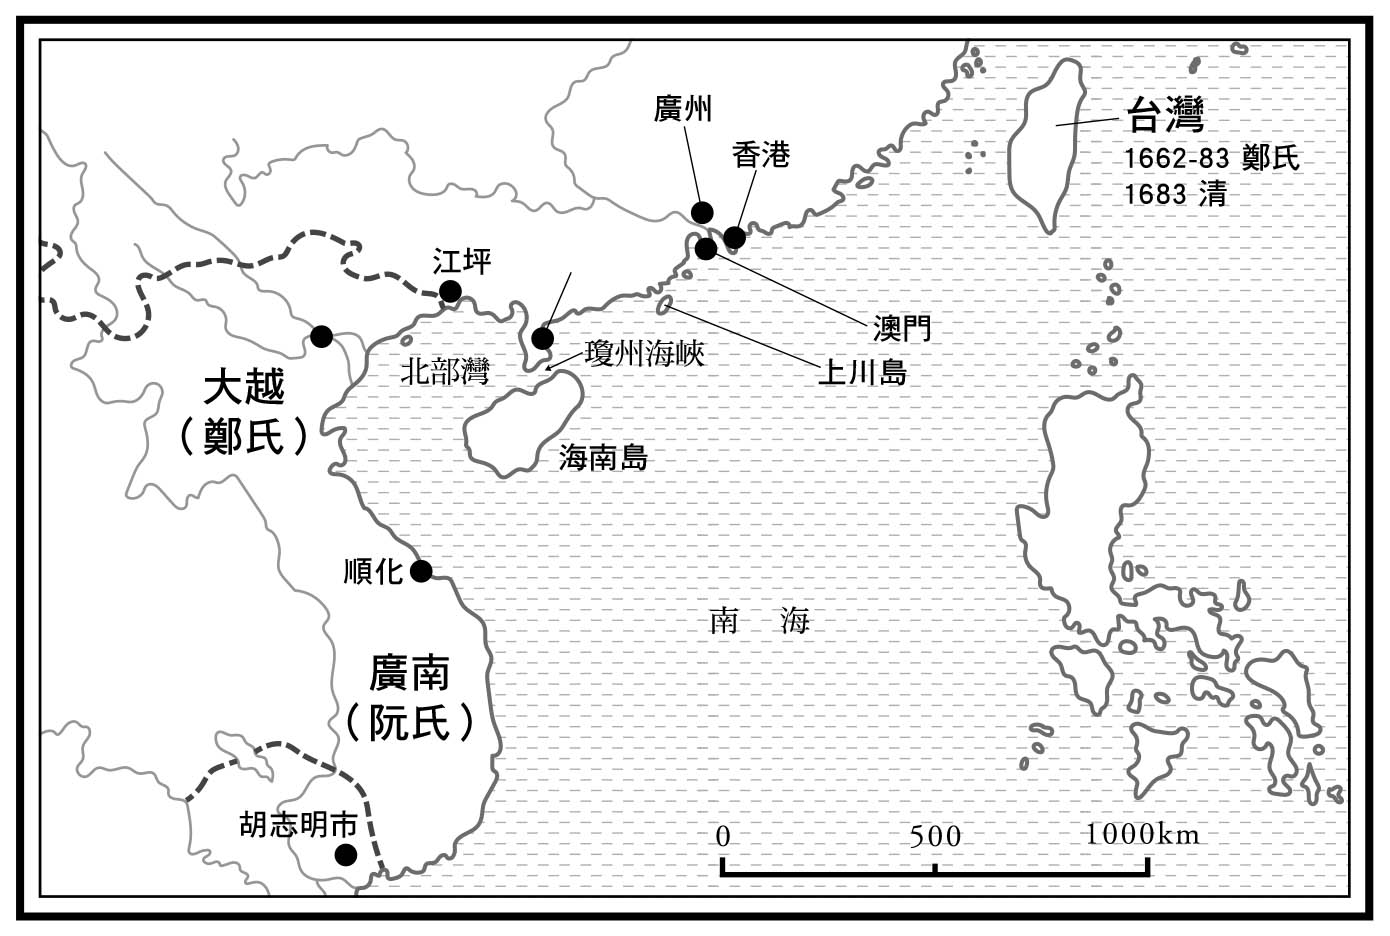 廣州
香港
台灣
1662-83 鄭氏
1683 清
江坪
澳門
瓊州海峽
北部灣
上川島
大越
（鄭氏）
海南島
順化
南 海
廣南
（阮氏）
胡志明市
0 500 1000km